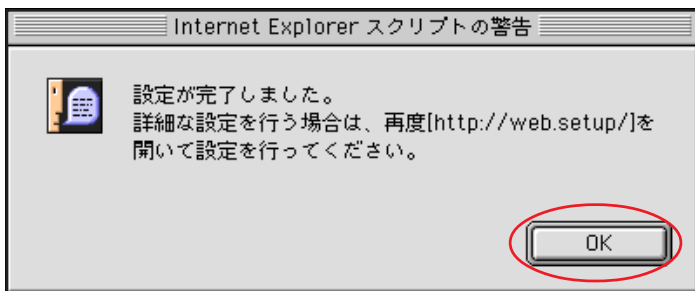 Internet Explorer スクリプトの警告
設定が完了しました。
詳細な設定を行う場合は、再度[http://web.setup/]を
開いて設定を行ってください。
OK